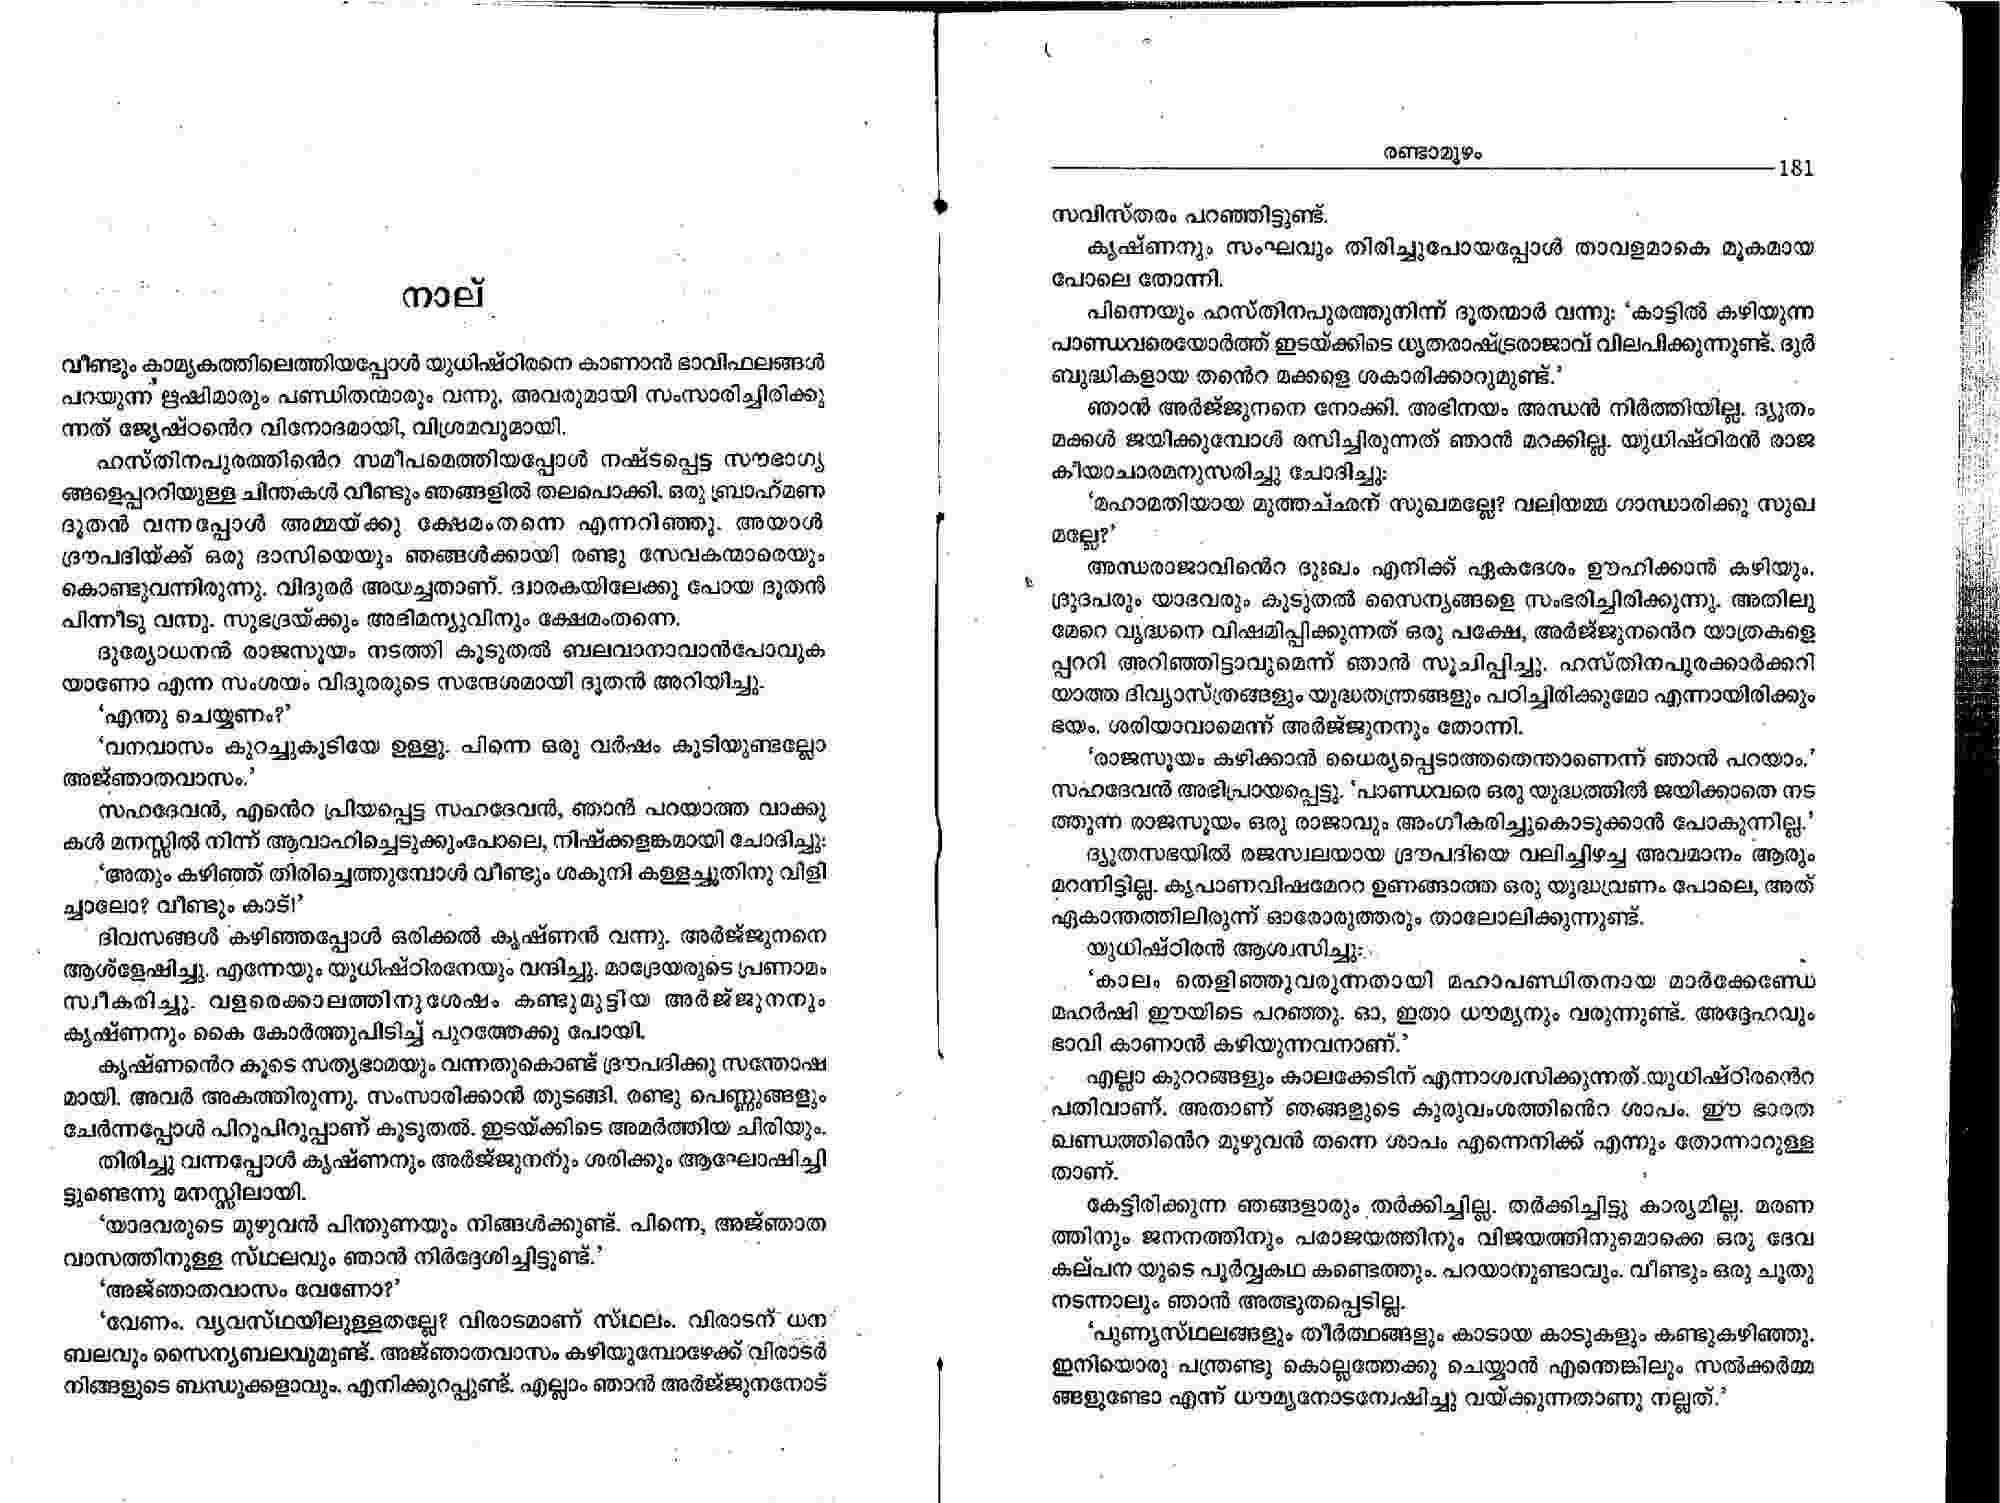 നാല്
വീണ്ടും കാമ്യകത്തിലെത്തിയപ്പോൾ യുധിഷ്ഠിരനെ കാണാൻ ഭാവിഫലങ്ങൾ
പറയുന്ന ഋഷിമാരും പണ്ഡിതന്മാരും വന്നു. അവരുമായി സംസാരിച്ചിരിക്കു
ന്നത് ജ്യേഷ്ഠൻെറ വിനോദമായി, വിശ്രമവുമായി.
ഹസ്തിനപുരത്തിൻെറ സമീപമെത്തിയപ്പോൾ നഷ്ടപ്പെട്ട സൗഭാഗ്യ
ങ്ങളെപ്പററിയുള്ള ചിന്തകൾ വീണ്ടും ഞങ്ങളിൽ തലപൊക്കി. ഒരു ബ്രാഹ്മണ
ദൂതൻ വന്നപ്പോൾ അമ്മയ്ക്കു ക്ഷേമംതന്നെ എന്നറിഞ്ഞു. അയാൾ
ദ്രൗപദിയ്ക്ക് ഒരു ദാസിയെയും ഞങ്ങൾക്കായി രണ്ടു സേവകന്മാരെയും
കൊണ്ടുവന്നിരുന്നു. വിദുരർ അയച്ചതാണ്. ദ്വാരകയിലേക്കു പോയ ദൂതൻ
പിന്നീടു വന്നു. സുഭദ്രയ്ക്കും അഭിമന്യുവിനും ക്ഷേമംതന്നെ.
ദുര്യോധനൻ രാജസൂയം നടത്തി കൂടുതൽ ബലവാനാവാൻപോവുക
യാണോ എന്ന സംശയം വിദുരരുടെ സന്ദേശമായി ദൂതൻ അറിയിച്ചു.
‘എന്തു ചെയ്യണം?’
‘വനവാസം കുറച്ചുകൂടിയേ ഉള്ളു. പിന്നെ ഒരു വർഷം കൂടിയുണ്ടല്ലോ
അജ്ഞാതവാസം.’
സഹദേവൻ, എൻെറ പ്രിയപ്പെട്ട സഹദേവൻ, ഞാൻ പറയാത്ത വാക്കു
കൾ മനസ്സിൽ നിന്ന് ആവാഹിച്ചെടുക്കുംപോലെ, നിഷ്ക്കളങ്കമായി ചോദിച്ചു:
‘അതും കഴിഞ്ഞ് തിരിച്ചെത്തുമ്പോൾ വീണ്ടും ശകുനി കള്ളച്ചൂതിനു വിളി
ച്ചാലോ? വീണ്ടും കാട്!’
ദിവസങ്ങൾ കഴിഞ്ഞപ്പോൾ ഒരിക്കൽ കൃഷ്ണൻ വന്നു. അർജ്ജുനനെ
ആശ്ളേഷിച്ചു. എന്നേയും യുധിഷ്ഠിരനേയും വന്ദിച്ചു. മാദ്രേയരുടെ പ്രണാമം
സ്വീകരിച്ചു. വളരെക്കാലത്തിനുശേഷം കണ്ടുമുട്ടിയ അർജ്ജുനനും
കൃഷ്ണനും കൈ കോർത്തുപിടിച്ച് പുറത്തേക്കു പോയി.
കൃഷ്ണൻെറ കൂടെ സത്യഭാമയും വന്നതുകൊണ്ട് ദ്രൗപദിക്കു സന്തോഷ
മായി. അവർ അകത്തിരുന്നു. സംസാരിക്കാൻ തുടങ്ങി. രണ്ടു പെണ്ണുങ്ങളും
ചേർന്നപ്പോൾ പിറുപിറുപ്പാണ് കൂടുതൽ. ഇടയ്ക്കിടെ അമർത്തിയ ചിരിയും.
തിരിച്ചു വന്നപ്പോൾ കൃഷ്ണനും അർജ്ജുനനും ശരിക്കും ആഘോഷിച്ചി
ട്ടുണ്ടെന്നു മനസ്സിലായി.
‘യാദവരുടെ മുഴുവൻ പിന്തുണയും നിങ്ങൾക്കുണ്ട്. പിന്നെ, അജ്ഞാത
വാസത്തിനുള്ള സ്ഥലവും ഞാൻ നിർദ്ദേശിച്ചിട്ടുണ്ട്.’
‘അജ്ഞാതവാസം വേണോ?’
‘വേണം. വ്യവസ്ഥയിലുള്ളതല്ലേ? വിരാടമാണ് സ്ഥലം. വിരാടന് ധന
ബലവും സൈന്യബലവുമുണ്ട്. അജ്ഞാതവാസം കഴിയുമ്പോഴേക്ക് വിരാടർ
നിങ്ങളുടെ ബന്ധുക്കളാവും. എനിക്കുറപ്പുണ്ട്. എല്ലാം ഞാൻ അർജ്ജുനനോട്
രണ്ടാമൂഴം
181
സവിസ്തരം പറഞ്ഞിട്ടുണ്ട്.
കൃഷ്ണനും സംഘവും തിരിച്ചുപോയപ്പോൾ താവളമാകെ മൂകമായ
പോലെ തോന്നി.
പിന്നെയും ഹസ്തിനപുരത്തുനിന്ന് ദൂതന്മാർ വന്നു: ‘കാട്ടിൽ കഴിയുന്ന
പാണ്ഡവരെയോർത്ത് ഇടയ്ക്കിടെ ധൃതരാഷ്ട്രരാജാവ് വിലപിക്കുന്നുണ്ട്. ദുർ
ബുദ്ധികളായ തൻെറ മക്കളെ ശകാരിക്കാറുമുണ്ട്.’
ഞാൻ അർജ്ജുനനെ നോക്കി. അഭിനയം അന്ധൻ നിർത്തിയില്ല. ദ്യൂതം
മക്കൾ ജയിക്കുമ്പോൾ രസിച്ചിരുന്നത് ഞാൻ മറക്കില്ല. യുധിഷ്ഠിരൻ രാജ
കീയാചാരമനുസരിച്ചു ചോദിച്ചു:
‘മഹാമതിയായ മുത്തച്ഛന് സുഖമല്ലേ? വലിയമ്മ ഗാന്ധാരിക്കു സുഖ
മല്ലേ?’
അന്ധരാജാവിൻെറ ദുഃഖം എനിക്ക് ഏകദേശം ഊഹിക്കാൻ കഴിയും.
ദ്രുദപരും യാദവരും കൂടുതൽ സൈന്യങ്ങളെ സംഭരിച്ചിരിക്കുന്നു. അതിലു
മേറെ വൃദ്ധനെ വിഷമിപ്പിക്കുന്നത് ഒരു പക്ഷേ, അർജ്ജുനൻെറ യാത്രകളെ
പ്പററി അറിഞ്ഞിട്ടാവുമെന്ന് ഞാൻ സൂചിപ്പിച്ചു. ഹസ്തിനപുരക്കാർക്കറി
യാത്ത ദിവ്യാസ്ത്രങ്ങളും യുദ്ധതന്ത്രങ്ങളും പഠിച്ചിരിക്കുമോ എന്നായിരിക്കും
ഭയം. ശരിയാവാമെന്ന് അർജ്ജുനനും തോന്നി.
‘രാജസൂയം കഴിക്കാൻ ധൈര്യപ്പെടാത്തതെന്താണെന്ന് ഞാൻ പറയാം.’
സഹദേവൻ അഭിപ്രായപ്പെട്ടു. ‘പാണ്ഡവരെ ഒരു യുദ്ധത്തിൽ ജയിക്കാതെ നട
ത്തുന്ന രാജസൂയം ഒരു രാജാവും അംഗീകരിച്ചുകൊടുക്കാൻ പോകുന്നില്ല.’
ദ്യൂതസഭയിൽ രജസ്വലയായ ദ്രൗപദിയെ വലിച്ചിഴച്ച അവമാനം ആരും
മറന്നിട്ടില്ല. കൃപാണവിഷമേററ ഉണങ്ങാത്ത ഒരു യുദ്ധവ്രണം പോലെ, അത്
ഏകാന്തത്തിലിരുന്ന് ഓരോരുത്തരും താലോലിക്കുന്നുണ്ട്.
യുധിഷ്ഠിരൻ ആശ്വസിച്ചു:
‘കാലം തെളിഞ്ഞുവരുന്നതായി മഹാപണ്ഡിതനായ മാർക്കേണ്ഡേ
മഹർഷി ഈയിടെ പറഞ്ഞു. ഓ, ഇതാ ധൗമ്യനും വരുന്നുണ്ട്. അദ്ദേഹവും
ഭാവി കാണാൻ കഴിയുന്നവനാണ്.’
എല്ലാ കുററങ്ങളും കാലക്കേടിന് എന്നാശ്വസിക്കുന്നത് യുധിഷ്ഠിരൻെറ
പതിവാണ്. അതാണ് ഞങ്ങളുടെ കുരുവംശത്തിൻെറ ശാപം. ഈ ഭാരത
ഖണ്ഡത്തിൻെറ മുഴുവൻ തന്നെ ശാപം എന്നെനിക്ക് എന്നും തോന്നാറുള്ള
താണ്.
കേട്ടിരിക്കുന്ന ഞങ്ങളാരും തർക്കിച്ചില്ല. തർക്കിച്ചിട്ടു കാര്യമില്ല. മരണ
ത്തിനും ജനനത്തിനും പരാജയത്തിനും വിജയത്തിനുമൊക്കെ ഒരു ദേവ
കല്പന യുടെ പൂർവ്വകഥ കണ്ടെത്തും. പറയാനുണ്ടാവും. വീണ്ടും ഒരു ചൂതു
നടന്നാലും ഞാൻ അത്ഭുതപ്പെടില്ല.
‘പുണ്യസ്ഥലങ്ങളും തീർത്ഥങ്ങളും കാടായ കാടുകളും കണ്ടുകഴിഞ്ഞു.
ഇനിയൊരു പന്ത്രണ്ടു കൊല്ലത്തേക്കു ചെയ്യാൻ എന്തെങ്കിലും സൽക്കർമ്മ
ങ്ങളുണ്ടോ എന്ന് ധൗമ്യനോടന്വേഷിച്ചു വയ്ക്കുന്നതാണു നല്ലത്.’